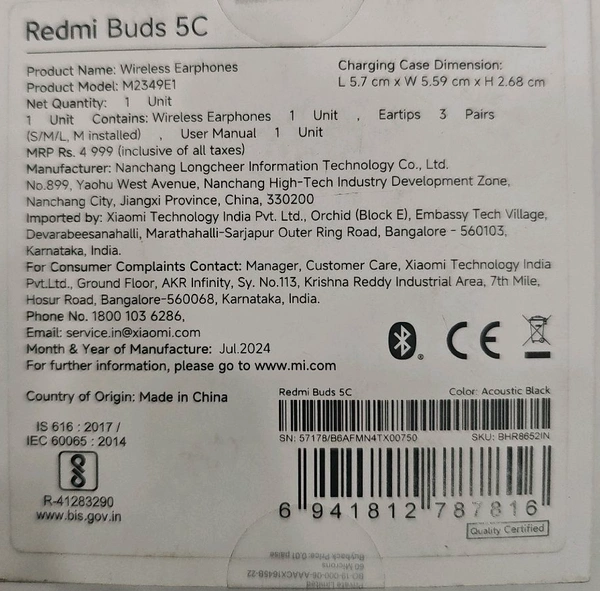 Redmi Buds 5C
Product Name: Wireless Earphones
Product Model: M2349E1
Net Quantity: 1 Unit
1 Unit Contains: Wireless Earphones 1 Unit , Eartips 3 Pairs
(S/M/L, M installed) , User Manual 1 Unit
MRP Rs. 4 999 (inclusive of all taxes)
Charging Case Dimension:
L 5.7 cm x W 5.59 cm x H 2.68 cm
Manufacturer: Nanchang Longcheer Information Technology Co., Ltd.
No.899, Yaohu West Avenue, Nanchang High-Tech Industry Development Zone,
Nanchang City, Jiangxi Province, China, 330200
Imported by: Xiaomi Technology India Pvt. Ltd., Orchid (Block E), Embassy Tech Village,
Devarabeesanahalli, Marathahalli-Sarjapur Outer Ring Road, Bangalore - 560103,
Karnataka, India.
For Consumer Complaints Contact: Manager, Customer Care, Xiaomi Technology India
Pvt.Ltd., Ground Floor, AKR Infinity, Sy. No.113, Krishna Reddy Industrial Area, 7th Mile,
Hosur Road, Bangalore-560068, Karnataka, India.
Phone No. 1800 103 6286,
Email: service.in@xiaomi.com
Month & Year of Manufacture: Jul.2024
For further information, please go to www.mi.com
CE
Country of Origin: Made in China
IS 616 : 2017 /
IEC 60065 : 2014
R-41283290
www.bis.gov.in
Redmi Buds 5C Color: Acoustic Black
SN: 57178/B6AFMN4TX00750 SKU: BHR8652IN
6 941812 787816
Quality Certified
Buyback Price: 0.01 paise
60 Microns